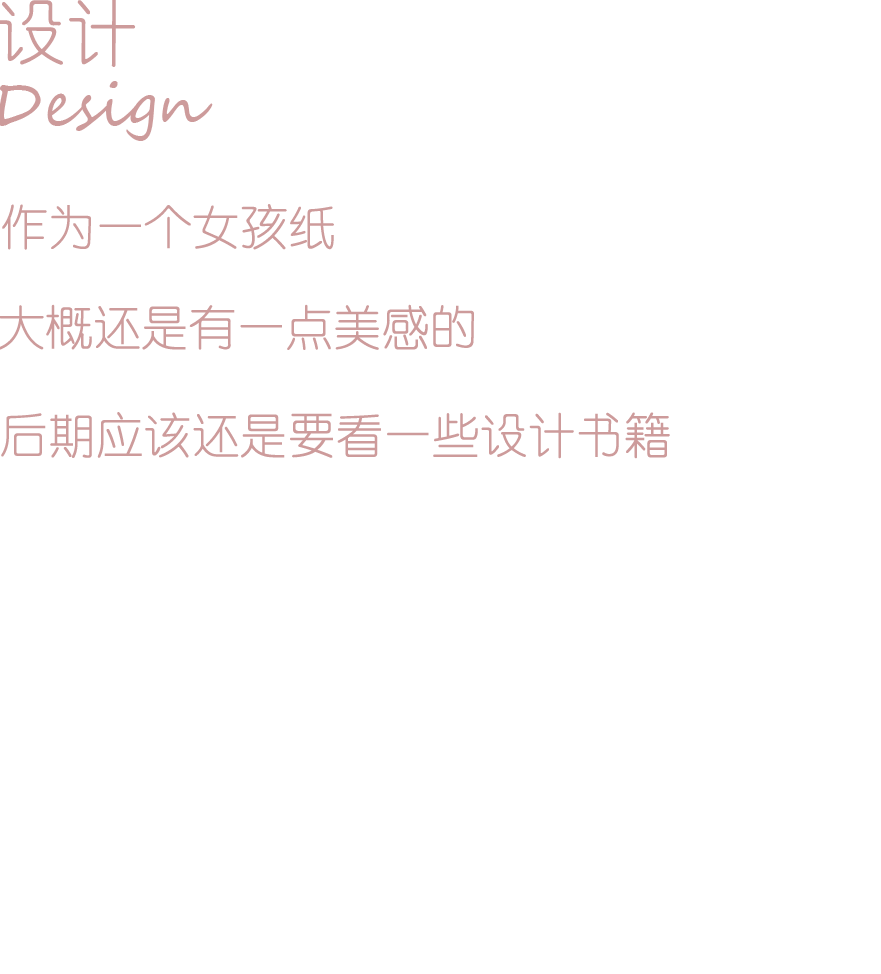 设计
Design
作为一个女孩纸
大概还是有一点美感的
后期应该还是要看一些设计书籍